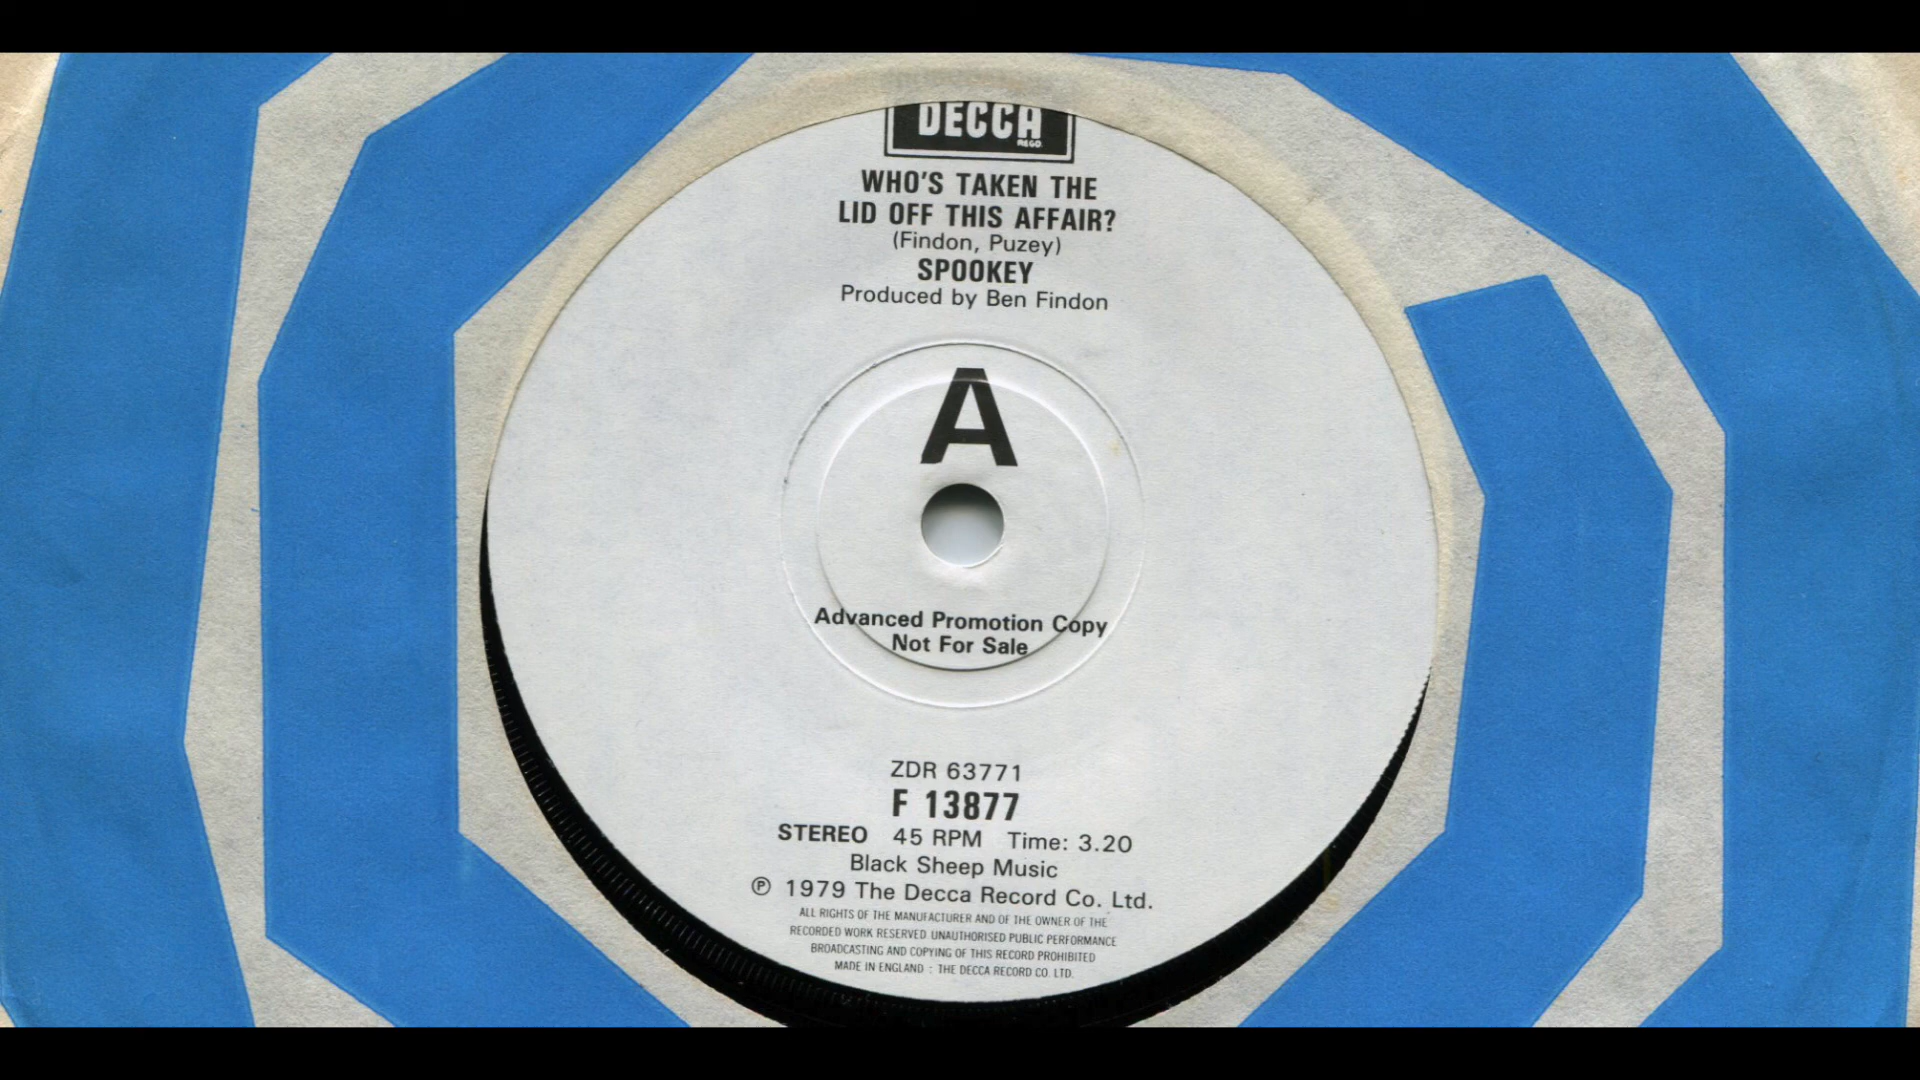 DECCA
REGD.
WHO'S TAKEN THE
LID OFF THIS AFFAIR?
(Findon, Puzey)
SPOOKEY
Produced by Ben Findon
A
Advanced Promotion Copy
Not For Sale
ZDR 63771
F 13877
STEREO 45 RPM Time: 3.20
Black Sheep Music
℗ 1979 The Decca Record Co. Ltd.
ALL RIGHTS OF THE MANUFACTURER AND OF THE OWNER OF THE
RECORDED WORK RESERVED. UNAUTHORISED PUBLIC PERFORMANCE
BROADCASTING AND COPYING OF THIS RECORD PROHIBITED
MADE IN ENGLAND : THE DECCA RECORD CO. LTD.